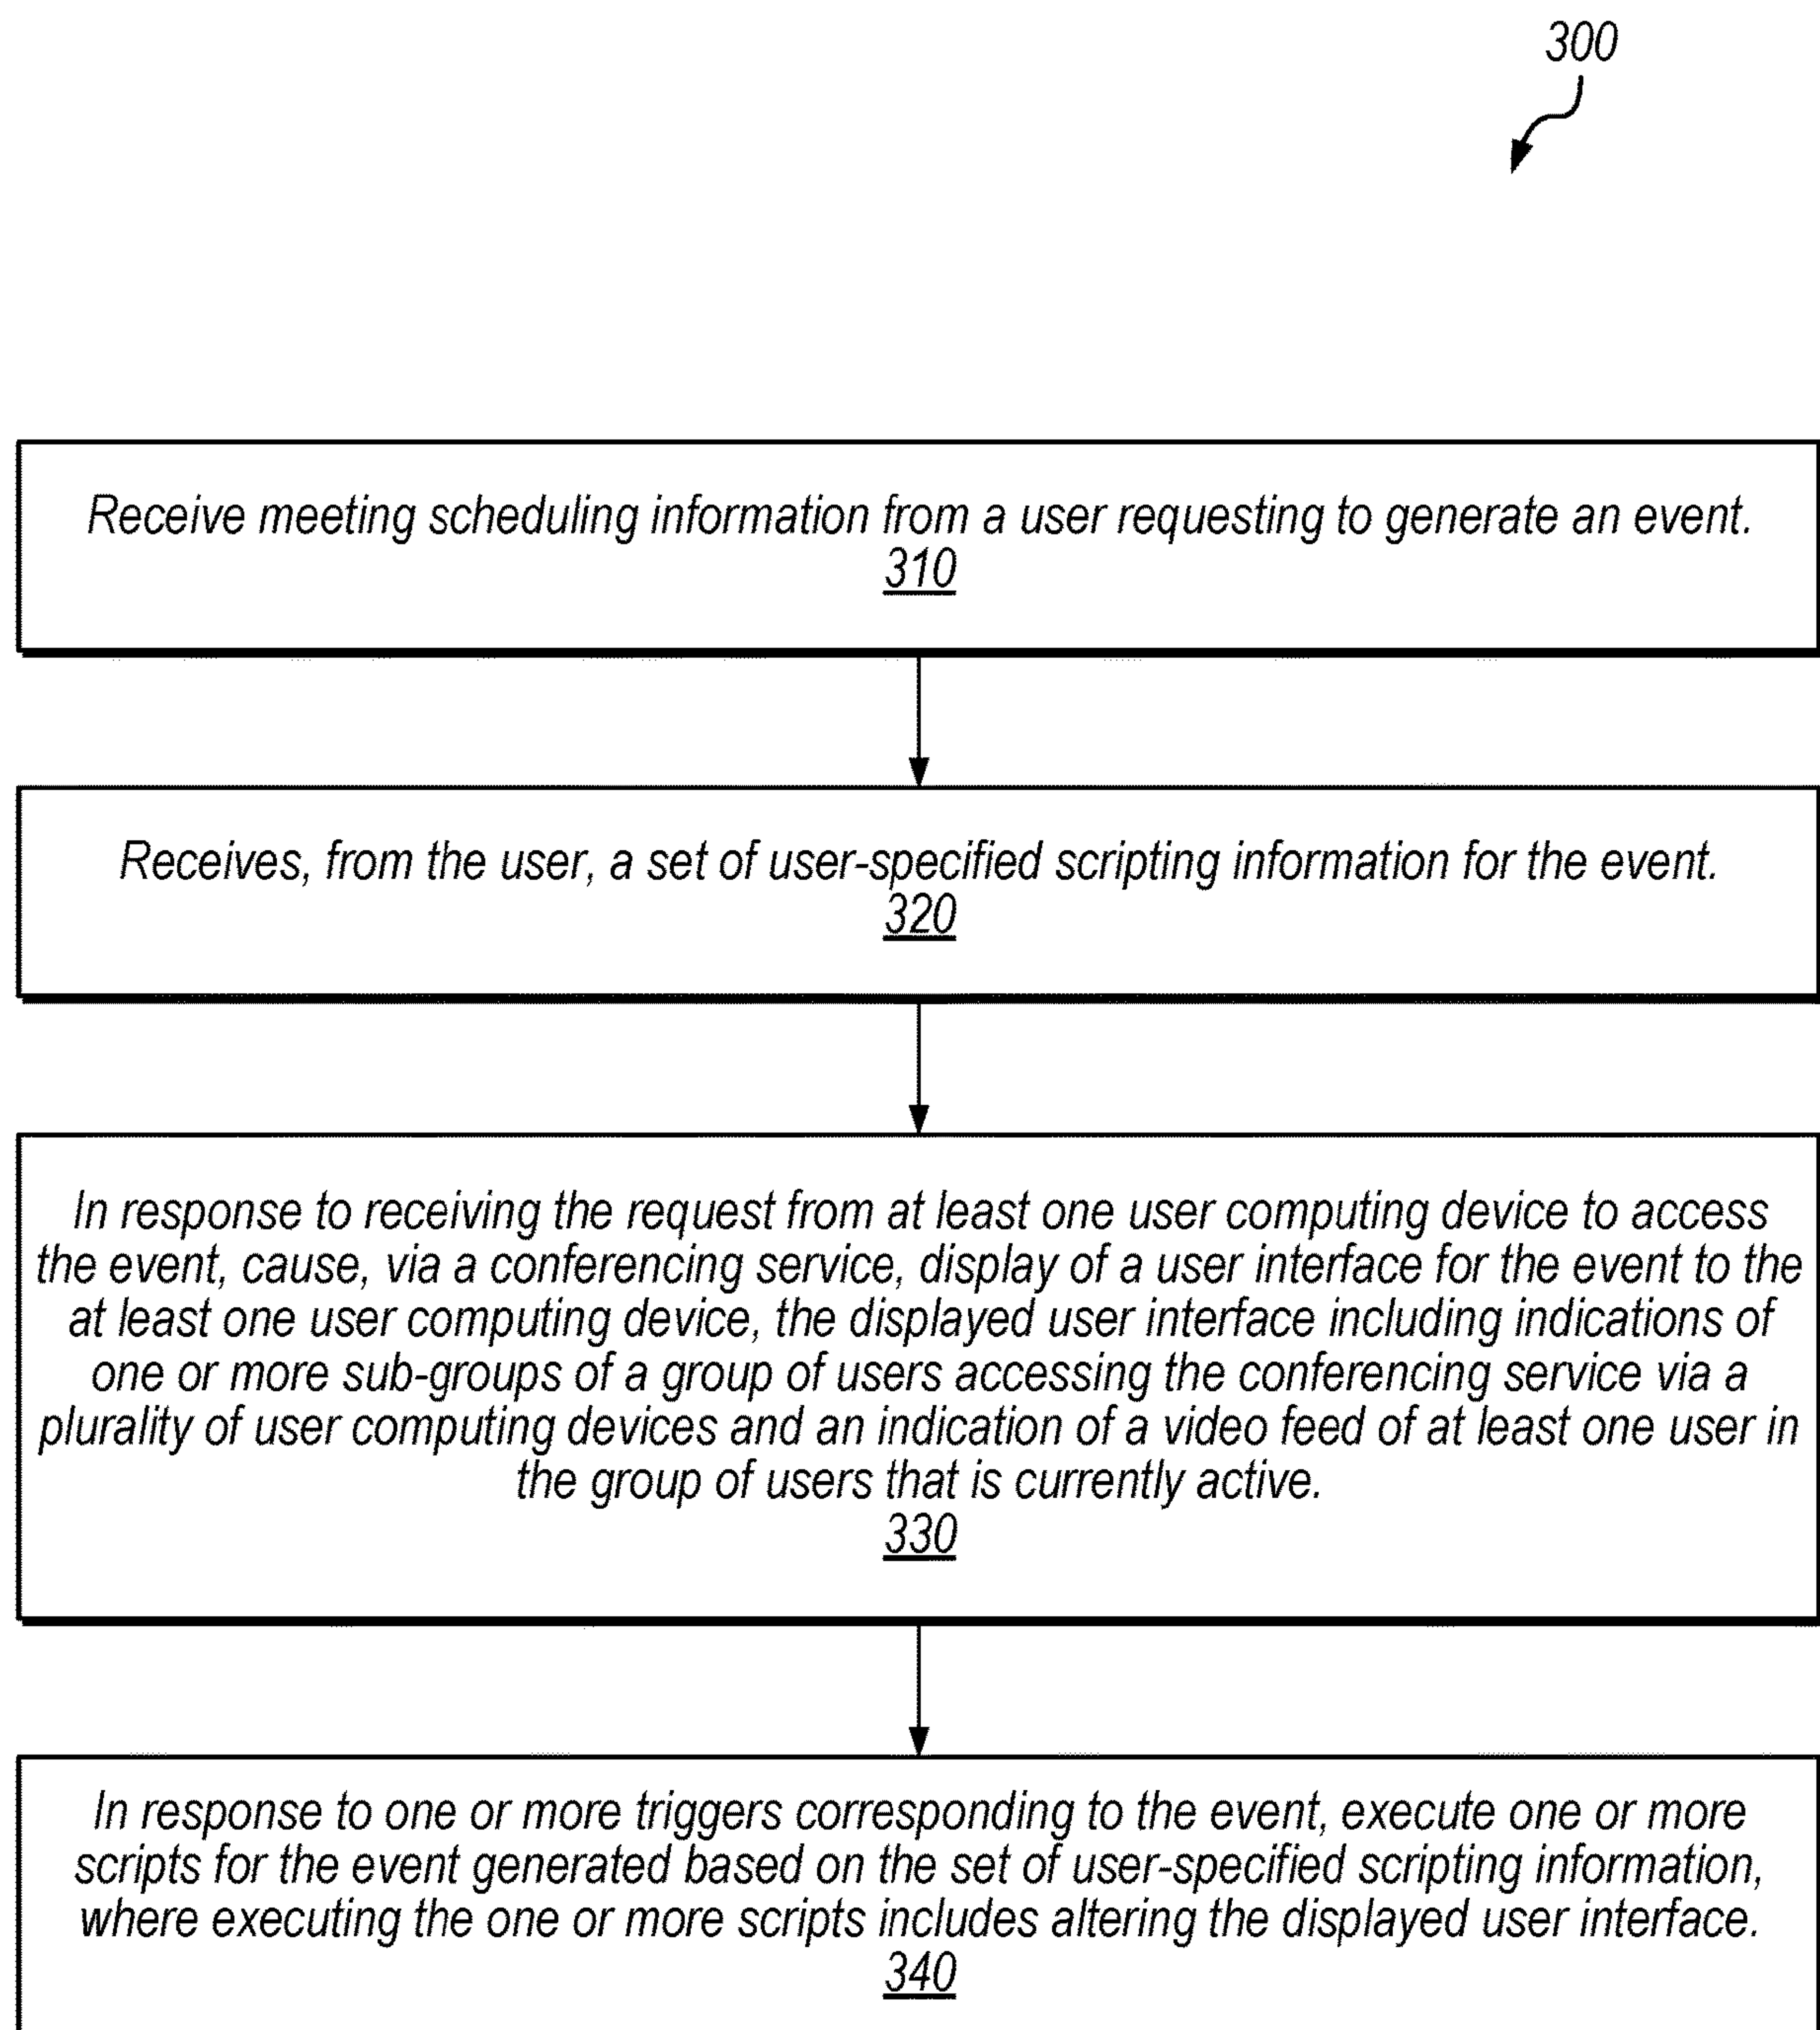 300
Receive meeting scheduling information from a user requesting to generate an event.
310
Receives, from the user, a set of user-specified scripting information for the event.
320
In response to receiving the request from at least one user computing device to access
the event, cause, via a conferencing service, display of a user interface for the event to the
at least one user computing device, the displayed user interface including indications of
one or more sub-groups of a group of users accessing the conferencing service via a
plurality of user computing devices and an indication of a video feed of at least one user in
the group of users that is currently active.
330
In response to one or more triggers corresponding to the event, execute one or more
scripts for the event generated based on the set of user-specified scripting information,
where executing the one or more scripts includes altering the displayed user interface.
340